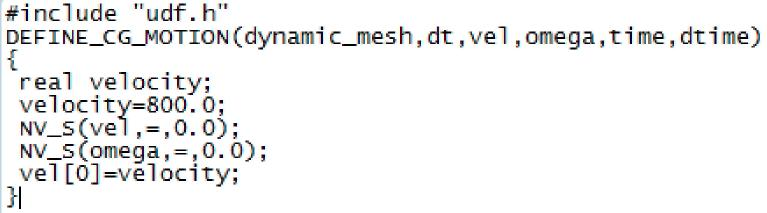 #include "udf.h"
DEFINE_CG_MOTION(dynamic_mesh,dt,vel,omega,time,dtime)
{
real velocity;
velocity=800.0;
NV_S(vel,=,0.0);
NV_S(omega,=,0.0);
vel[0]=velocity;
}